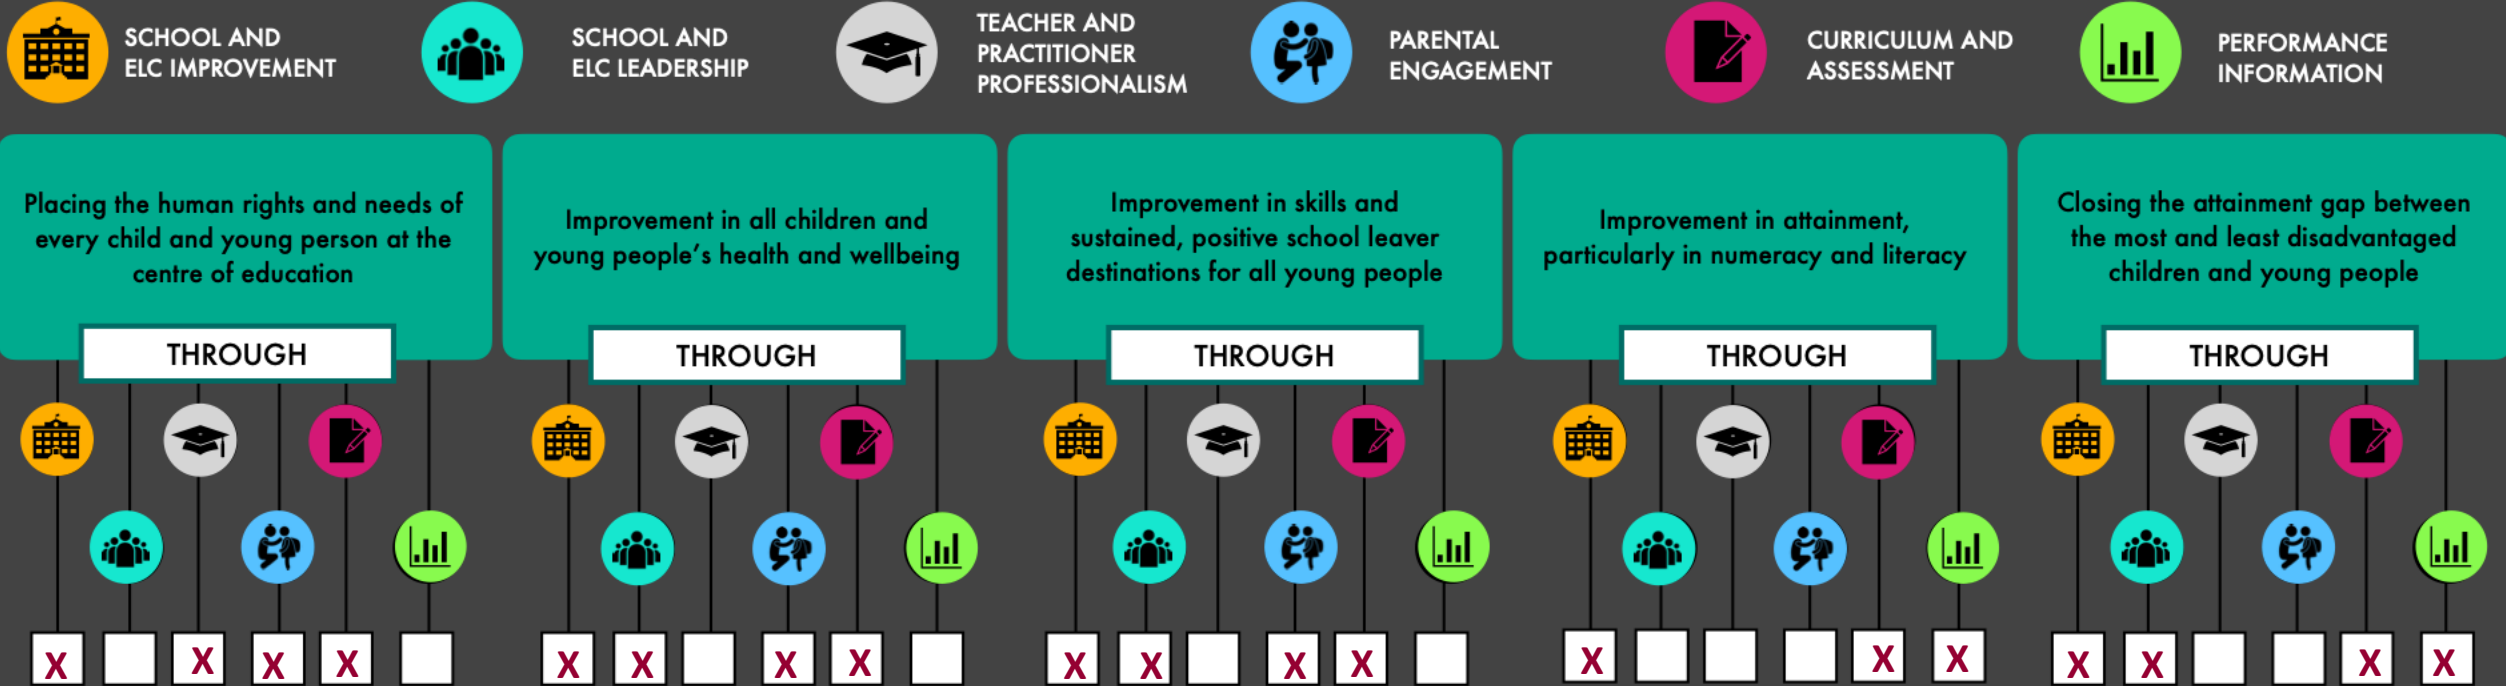 SCHOOL AND
ELC IMPROVEMENT
SCHOOL AND
ELC LEADERSHIP
TEACHER AND
PRACTITIONER
PROFESSIONALISM
PARENTAL
ENGAGEMENT
CURRICULUM AND
ASSESSMENT
PERFORMANCE
INFORMATION
Placing the human rights and needs of
every child and young person at the
centre of education
THROUGH
X X X X
Improvement in all children and
young people's health and wellbeing
THROUGH
X X X X
Improvement in skills and
sustained, positive school leaver
destinations for all young people
THROUGH
X X X X
Improvement in attainment,
particularly in numeracy and literacy
THROUGH
X X X
Closing the attainment gap between
the most and least disadvantaged
children and young people
THROUGH
X X X X